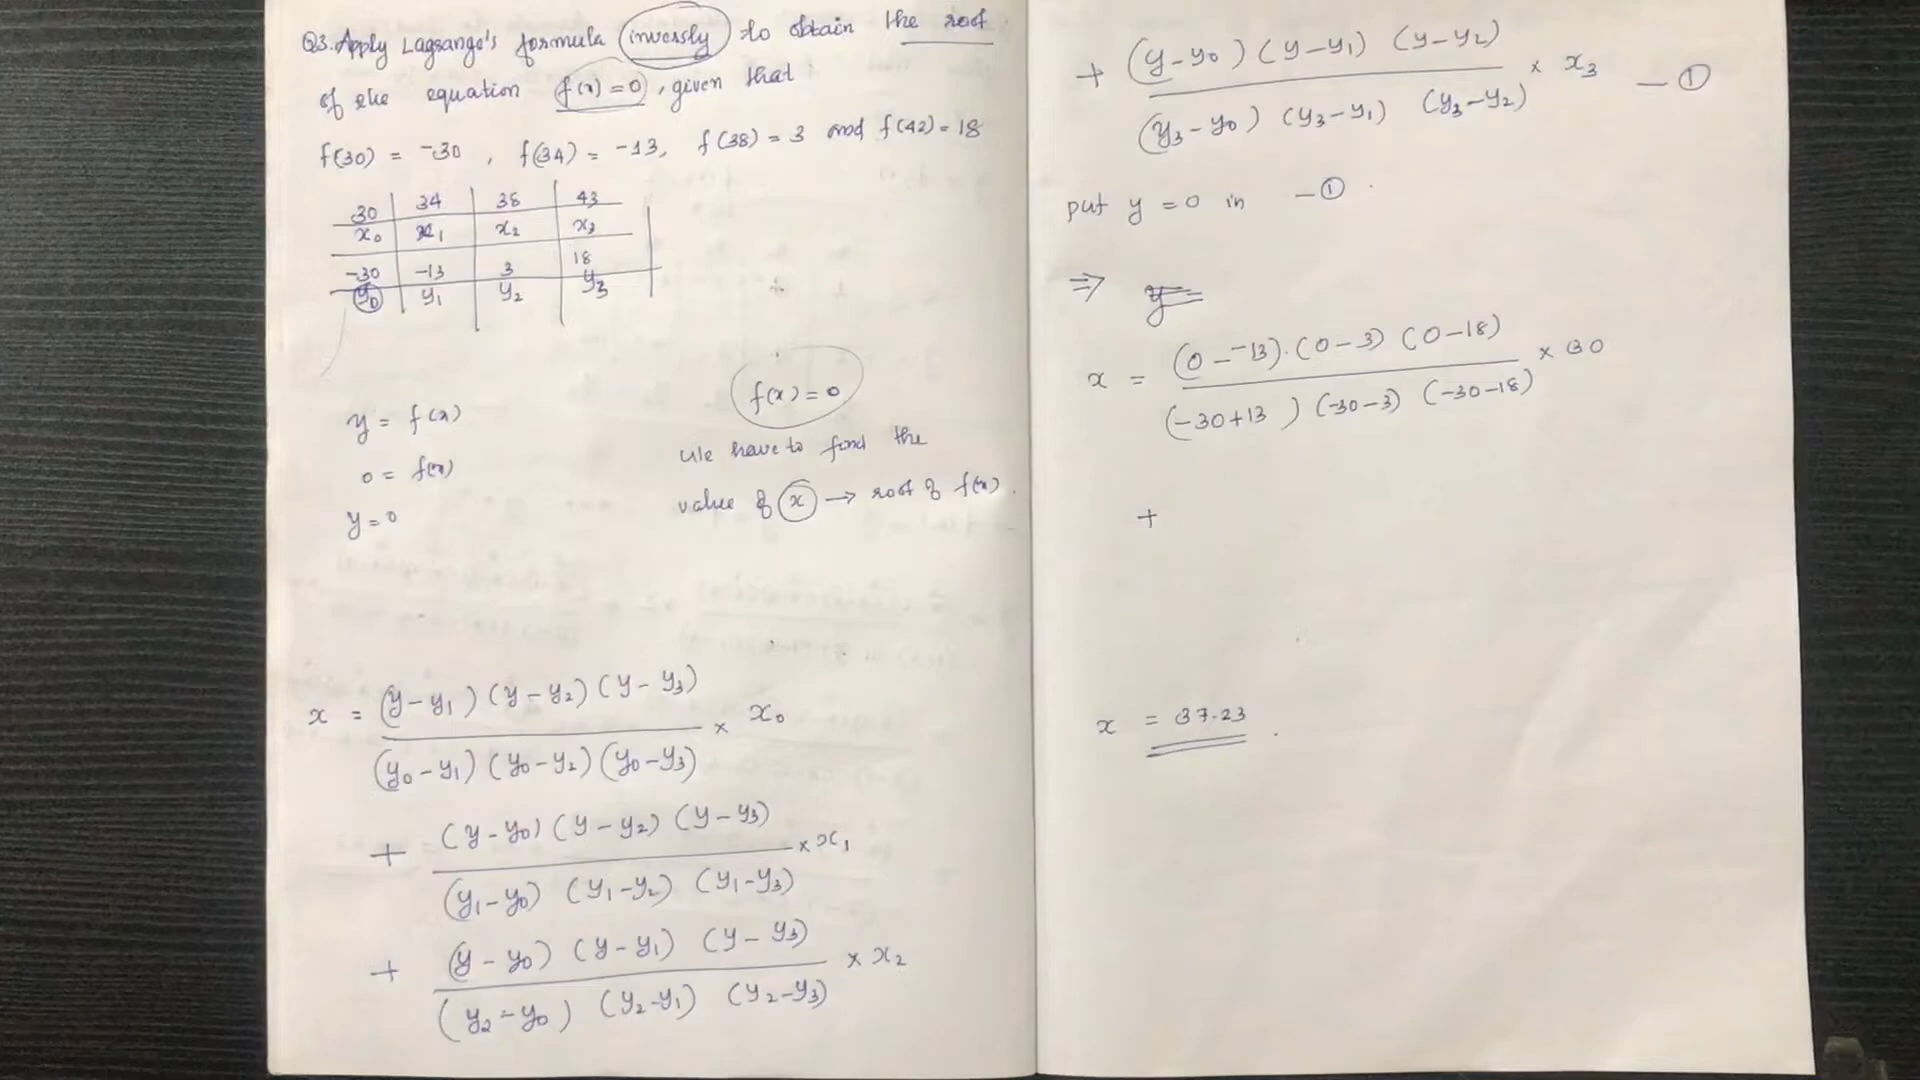 Q3. Apply Lagrange's formula (inversly) to obtain the root
of the equation f(x) = 0, given that
f(30) = -30 , f(34) = -13, f(38) = 3 and f(42) = 18
30 34 38 43
x₀ x₁ x₂ x₃
-30 -13 3 18
y₀ y₁ y₂ y₃
y = f(x)
0 = f(x)
y = 0
f(x) = 0
We have to find the
value of x → root of f(x).
x = (y-y₁)(y-y₂)(y-y₃)
× x₀
(y₀-y₁)(y₀-y₂)(y₀-y₃)
+ (y-y₀)(y-y₂)(y-y₃)
× x₁
(y₁-y₀) (y₁-y₂) (y₁-y₃)
+ (y-y₀) (y-y₁) (y-y₃)
× x₂
(y₂-y₀) (y₂-y₁) (y₂-y₃)
+ (y-y₀)(y-y₁) (y-y₂)
× x₃ — ①
(y₃-y₀) (y₃-y₁) (y₃-y₂)
put y = 0 in — ①
⇒ y=
x = (0--13).(0-3)(0-18)
× 30
(-30+13) (-30-3) (-30-18)
+
x = 37.23